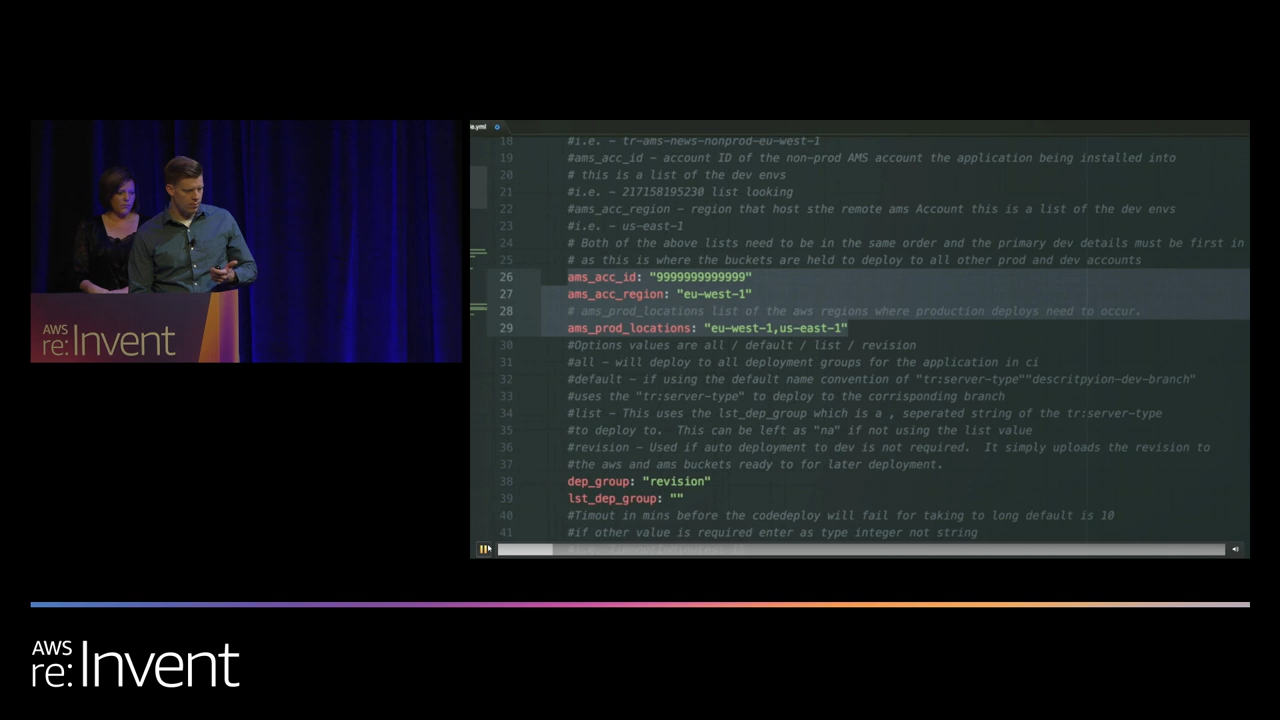 AWS
re:Invent
e.yml
18 #i.e. - tr-ams-news-nonprod-eu-west-1
19 #ams_acc_id - account ID of the non-prod AMS account the application being installed into
20 # this is a list of the dev envs
21 #i.e. - 217158195230 list looking
22 #ams_acc_region - region that host sthe remote ams Account this is a list of the dev envs
23 #i.e. - us-east-1
24 # Both of the above lists need to be in the same order and the primary dev details must be first in
25 # as this is where the buckets are held to deploy to all other prod and dev accounts
26 ams_acc_id: "9999999999999"
27 ams_acc_region: "eu-west-1"
28 # ams_prod_locations list of the aws regions where production deploys need to occur.
29 ams_prod_locations: "eu-west-1,us-east-1"
30 #Options values are all / default / list / revision
31 #all - will deploy to all deployment groups for the application in ci
32 #default - if using the default name convention of "tr:server-type""descritpyion-dev-branch"
33 #uses the "tr:server-type" to deploy to the corrisponding branch
34 #list - This uses the lst_dep_group which is a , seperated string of the tr:server-type
35 #to deploy to.  This can be left as "na" if not using the list value
36 #revision - Used if auto deployment to dev is not required.  It simply uploads the revision to
37 #the aws and ams buckets ready to for later deployment.
38 dep_group: "revision"
39 lst_dep_group: ""
40 #Timout in mins before the codedeploy will fail for taking to long default is 10
41 #if other value is required enter as type integer not string
AWS
re:Invent